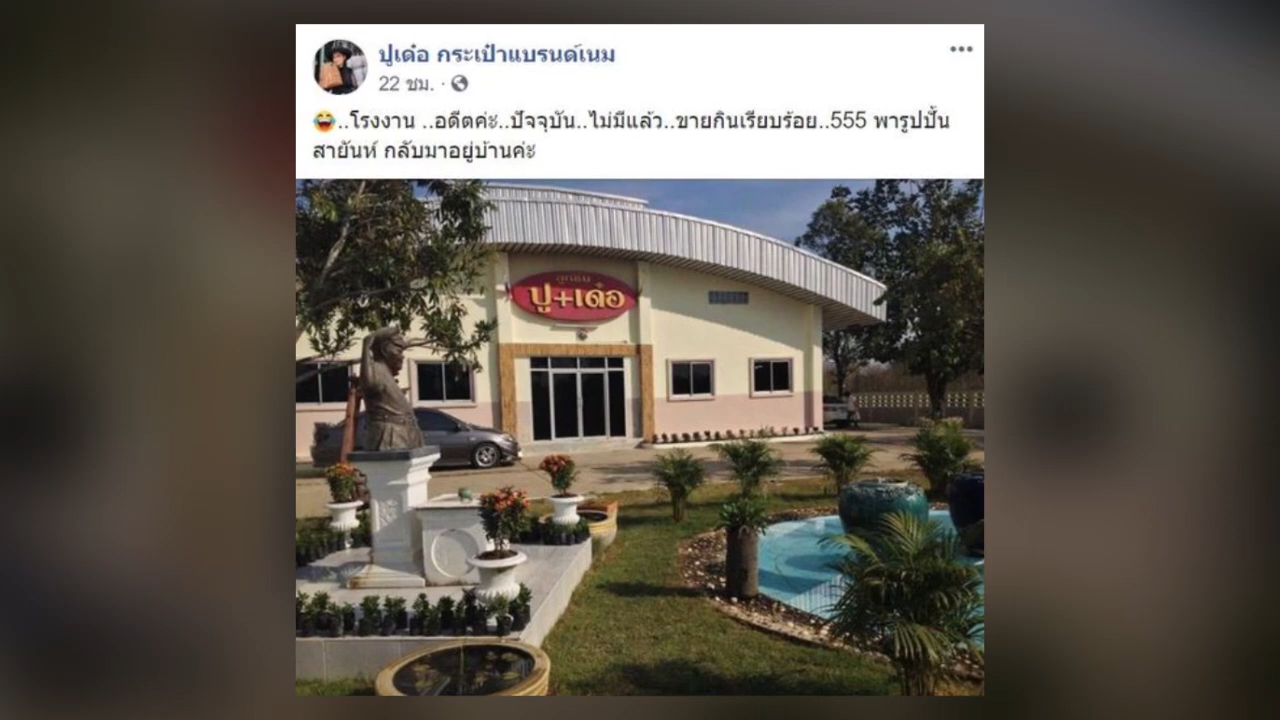 ปูเด๋อ กระเป๋าแบรนด์เนม
22 ชม. ·
..โรงงาน ..อดีตค่ะ..ปัจจุบัน..ไม่มีแล้ว..ขายกินเรียบร้อย..555 พารูปปั้น
สายันห์ กลับมาอยู่บ้านค่ะ
ลูกชิ้น
ปู+เด๋อ